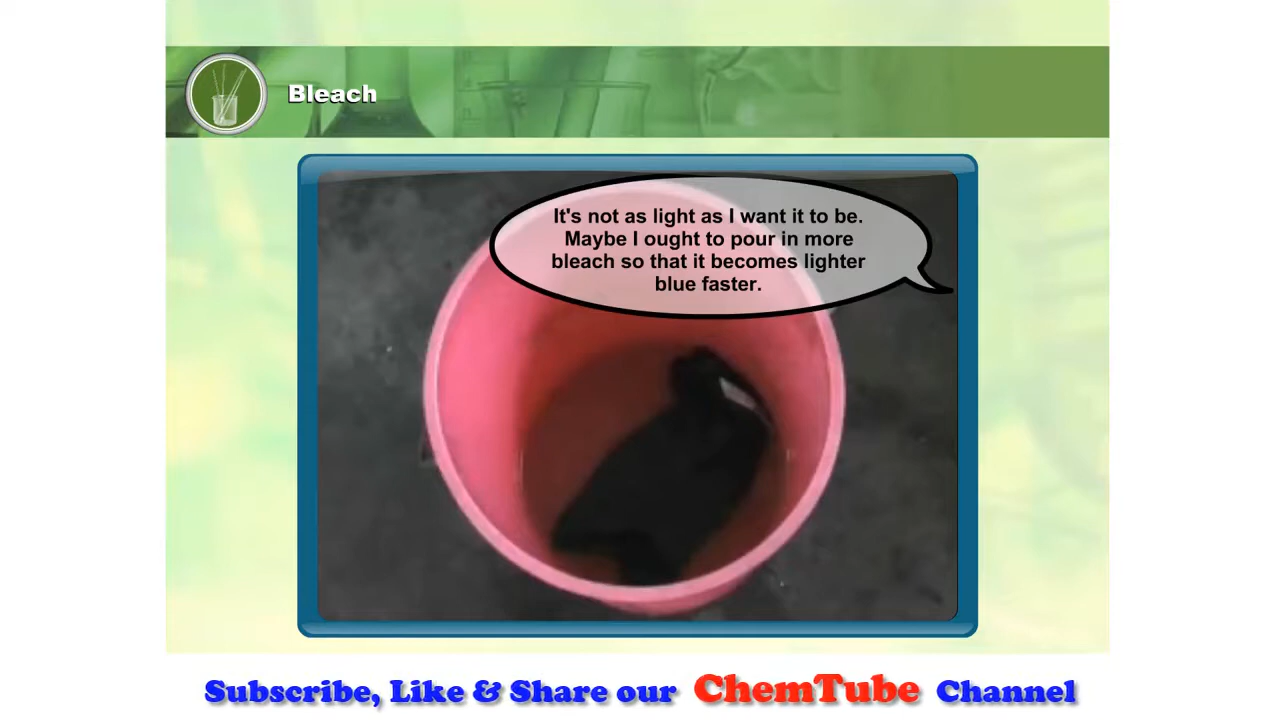 Bleach
It's not as light as I want it to be.
Maybe I ought to pour in more
bleach so that it becomes lighter
blue faster.
Subscribe, Like & Share our ChemTube Channel